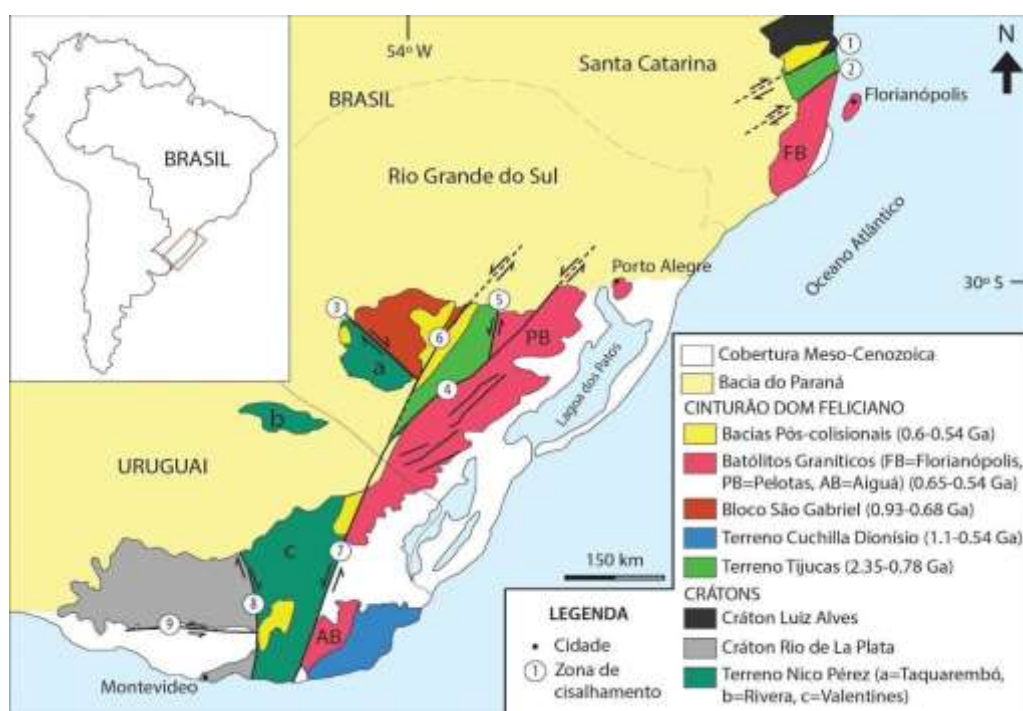 54º W
N
Santa Catarina
1
2
BRASIL
Florianópolis
BRASIL
FB
Rio Grande do Sul
Oceano Atlântico
Porto Alegre
30º S
3
5
6
PB
a
4
Lagoa dos Patos
b
URUGUAI
c
7
8
9
AB
Montevideo
150 km
LEGENDA
Cidade
1 Zona de
cisalhamento
Cobertura Meso-Cenozoica
Bacia do Paraná
CINTURÃO DOM FELICIANO
Bacias Pós-colisionais (0.6-0.54 Ga)
Batólitos Graníticos (FB=Florianópolis,
PB=Pelotas, AB=Aiguá) (0.65-0.54 Ga)
Bloco São Gabriel (0.93-0.68 Ga)
Terreno Cuchilla Dionísio (1.1-0.54 Ga)
Terreno Tijucas (2.35-0.78 Ga)
CRÁTONS
Cráton Luiz Alves
Cráton Rio de La Plata
Terreno Nico Pérez (a=Taquarembó,
b=Rivera, c=Valentines)